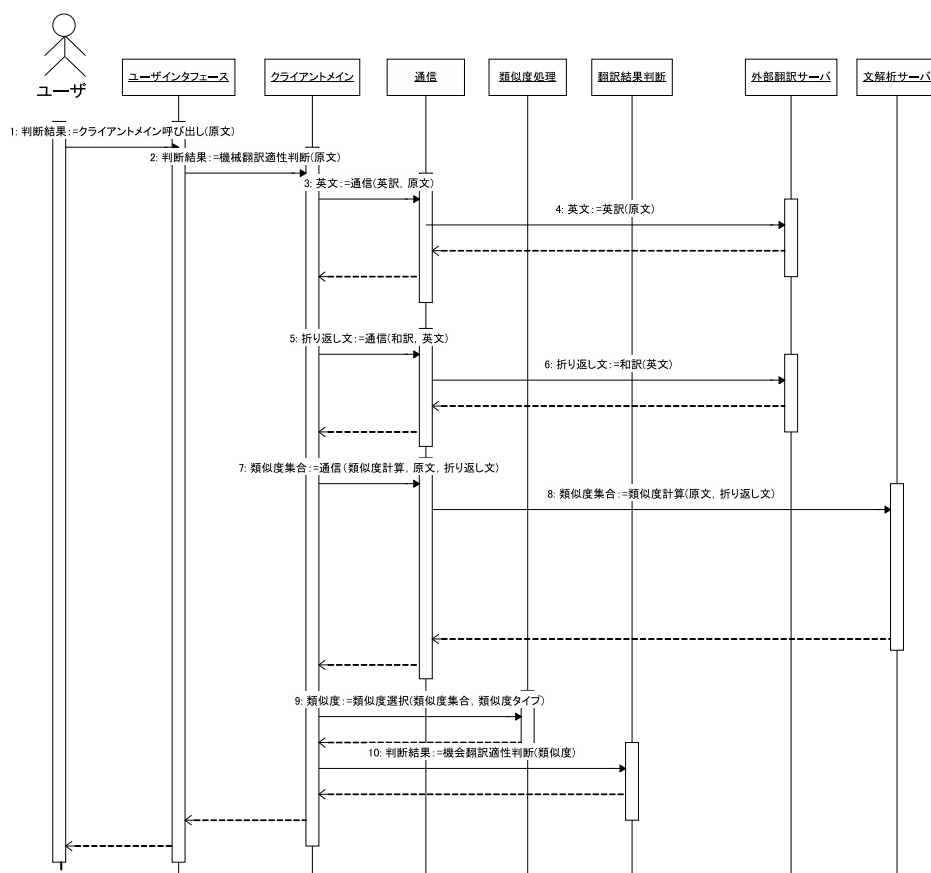 ユーザ
ユーザインタフェース
クライアントメイン
通信
類似度処理
翻訳結果判断
外部翻訳サーバ
文解析サーバ
1: 判断結果:=クライアントメイン呼び出し(原文)
2: 判断結果:=機械翻訳適性判断(原文)
3: 英文:=通信(英訳, 原文)
4: 英文:=英訳(原文)
5: 折り返し文:=通信(和訳, 英文)
6: 折り返し文:=和訳(英文)
7: 類似度集合:=通信(類似度計算, 原文, 折り返し文)
8: 類似度集合:=類似度計算(原文, 折り返し文)
9: 類似度:=類似度選択(類似度集合, 類似度タイプ)
10: 判断結果:=機会翻訳適性判断(類似度)